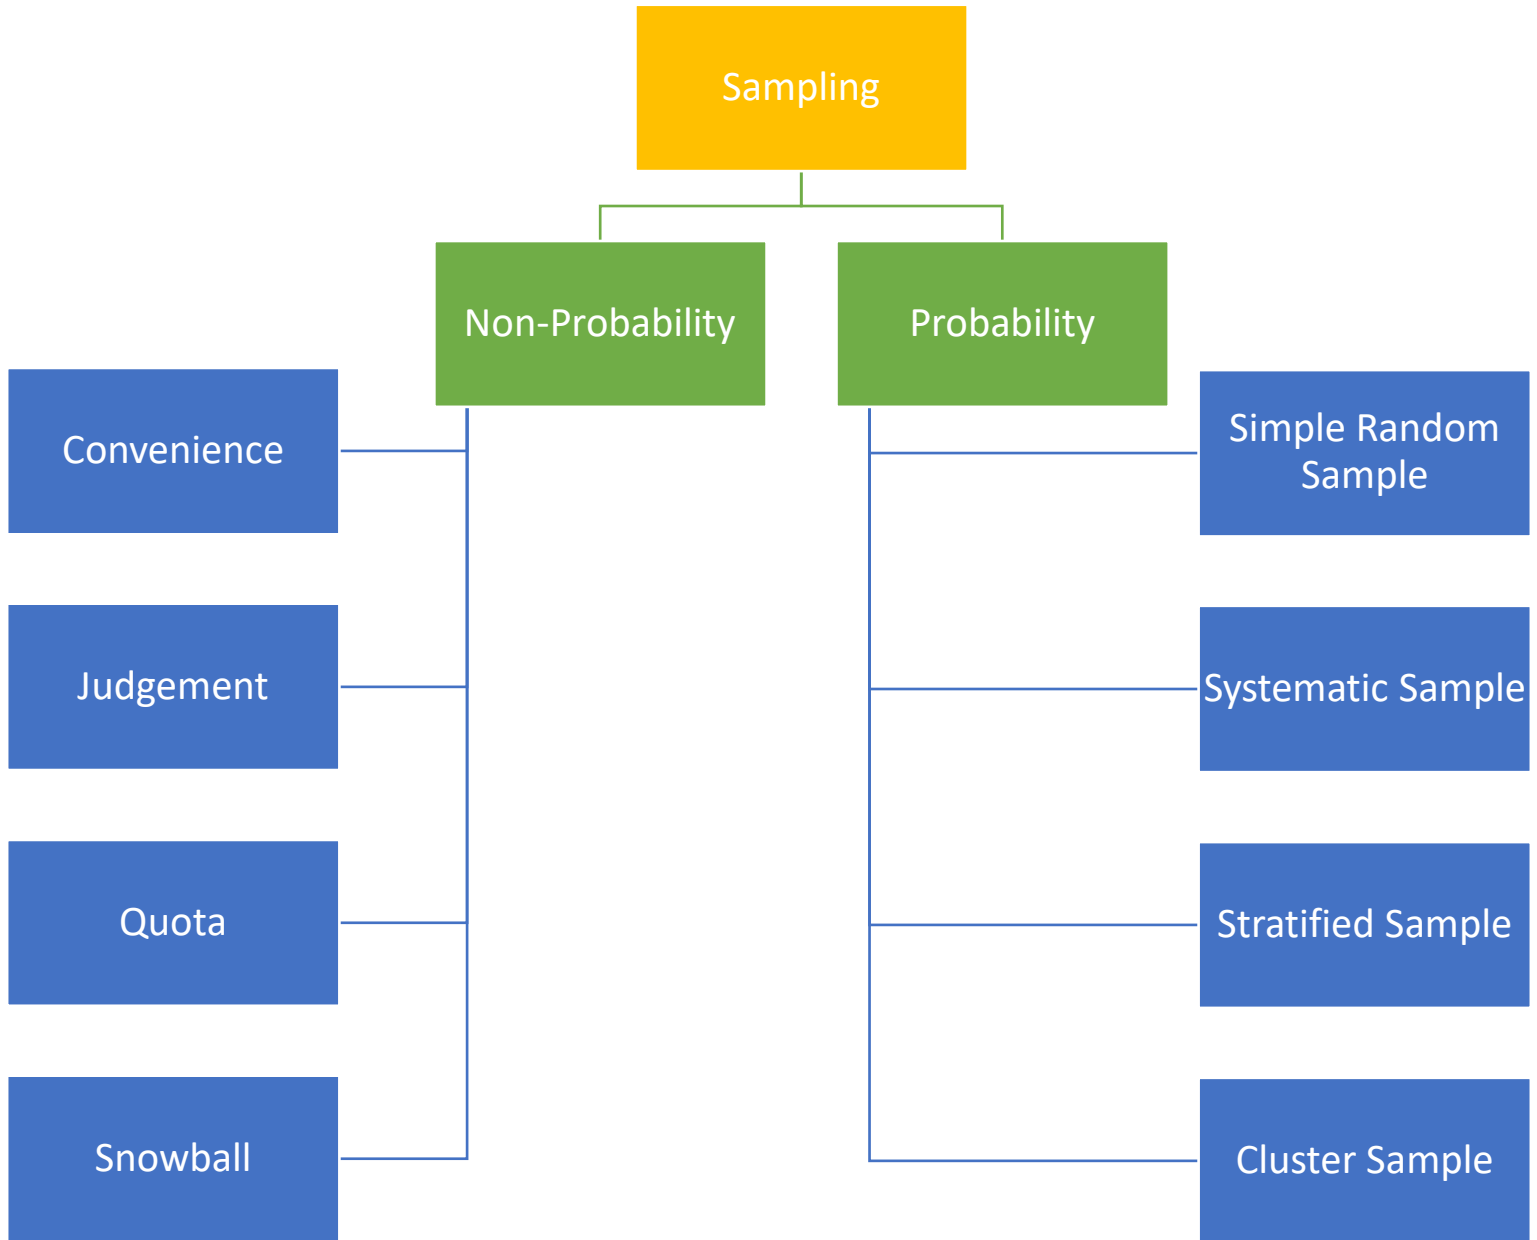 Sampling
Non-Probability
Probability
Convenience
Simple Random
Sample
Judgement
Systematic Sample
Quota
Stratified Sample
Snowball
Cluster Sample